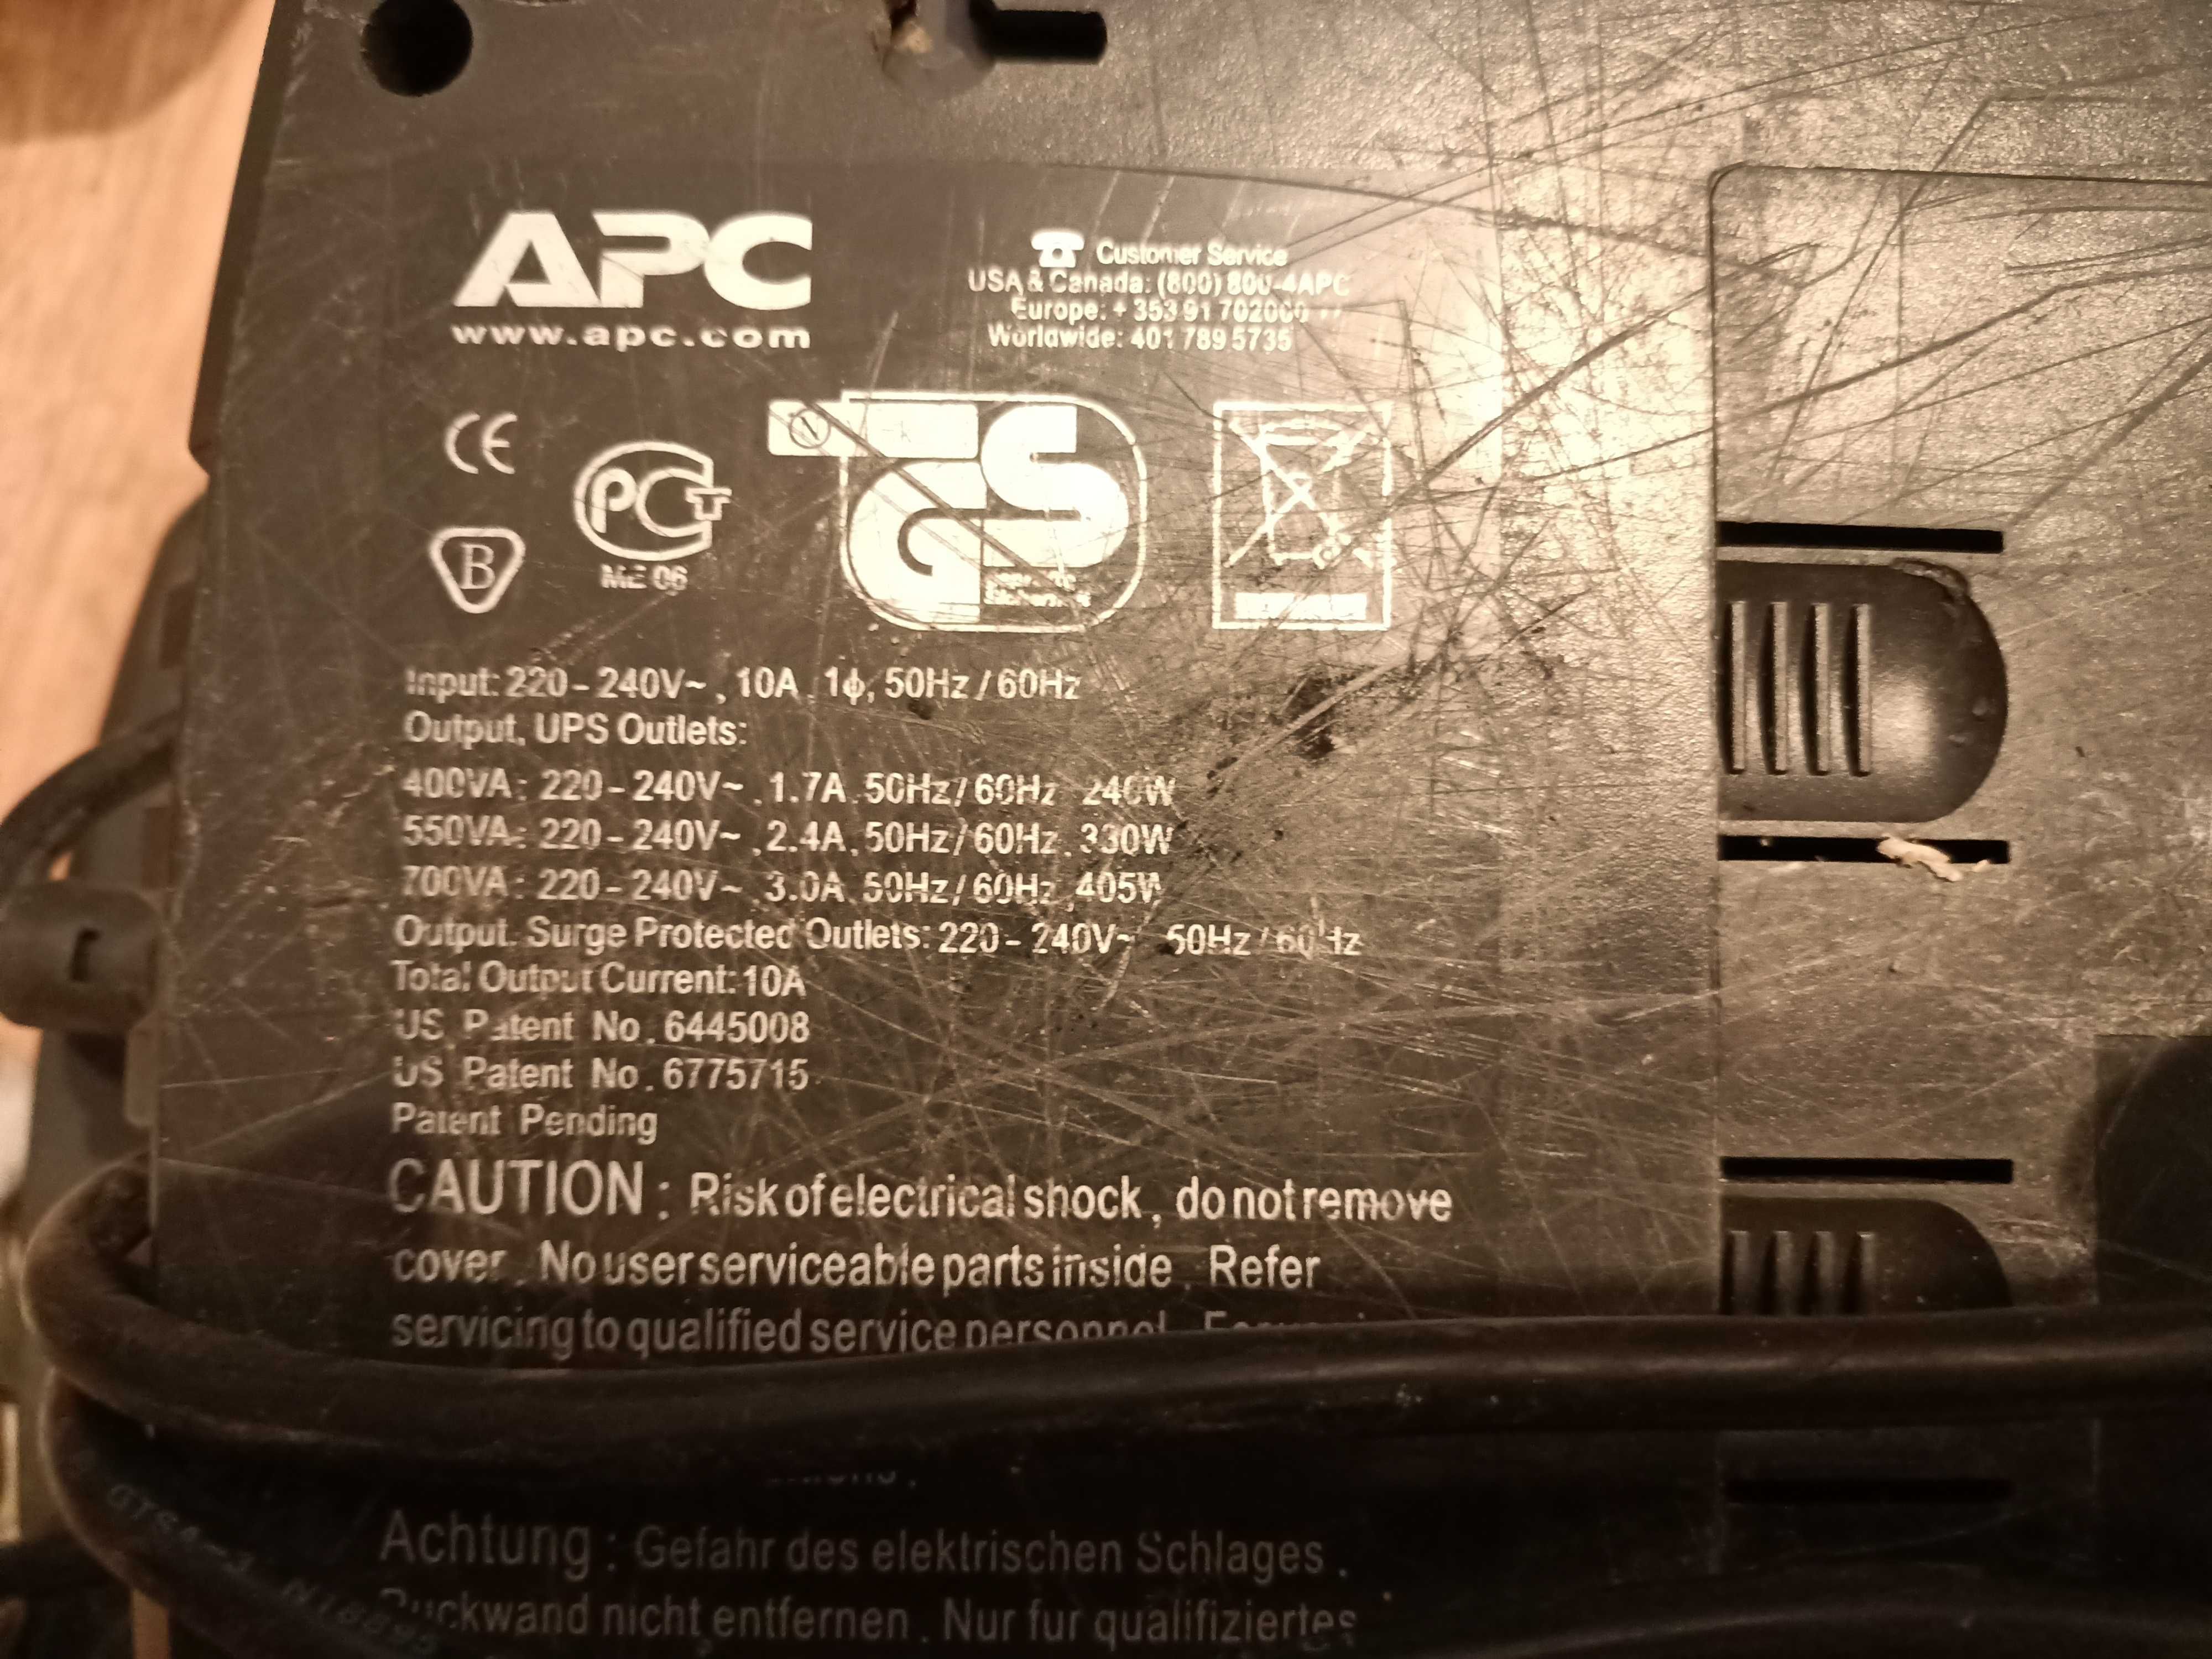 APC
www.apc.com
Customer Service
USA & Canada: (800) 800-4APC
Europe: + 353 91 702000
Worldwide: 401 789 5735
CE
PCT
B
ME 06
GS
Input: 220 - 240V~, 10A, 1ϕ, 50Hz / 60Hz
Output, UPS Outlets:
400VA: 220 - 240V~, 1.7A, 50Hz / 60Hz, 240W
550VA: 220 - 240V~, 2.4A, 50Hz / 60Hz, 330W
700VA: 220 - 240V~, 3.0A, 50Hz / 60Hz, 405W
Output, Surge Protected Outlets: 220 - 240V~, 50Hz / 60Hz
Total Output Current: 10A
US Patent No. 6445008
US Patent No. 6775715
Patent Pending
CAUTION : Risk of electrical shock, do not remove
cover. No user serviceable parts inside. Refer
servicing to qualified service personnel.
Achtung : Gefahr des elektrischen Schlages.
Ruckwand nicht entfernen. Nur fur qualifiziertes